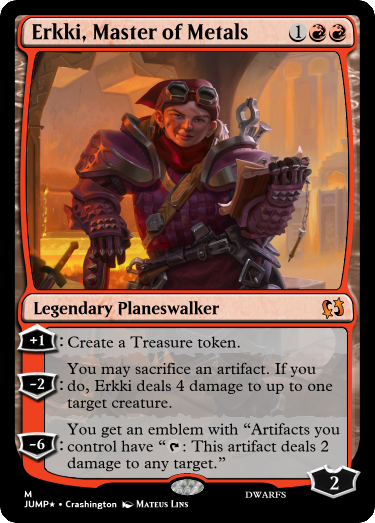 Erkki, Master of Metals 1
Legendary Planeswalker
+1: Create a Treasure token.
-2: You may sacrifice an artifact. If you
do, Erkki deals 4 damage to up to one
target creature.
-6: You get an emblem with “Artifacts you
control have “: This artifact deals 2
damage to any target.”
2
M
JUMP★ • Crashington Mateus Lins
DWARFS